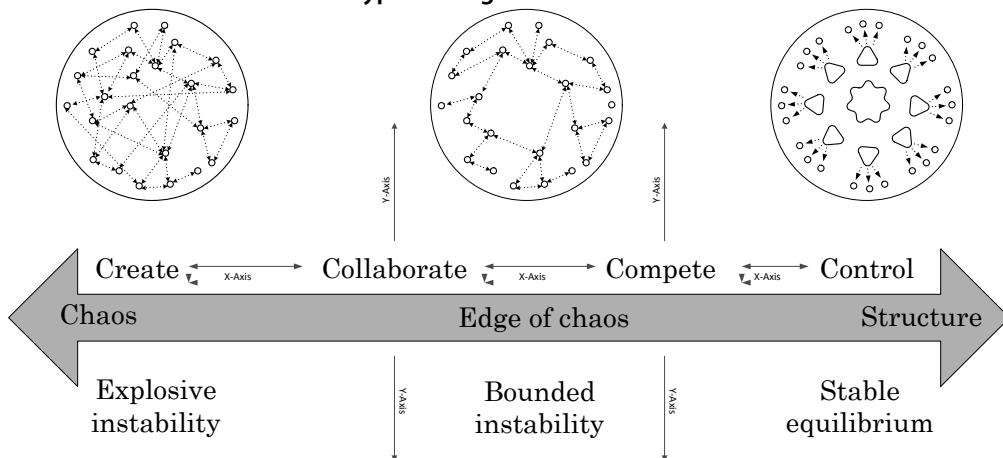 Y-Axis
Y-Axis
Create
X-Axis
Collaborate
X-Axis
Compete
X-Axis
Control
Chaos
Edge of chaos
Structure
Explosive
instability
Y-Axis
Bounded
instability
Y-Axis
Stable
equilibrium